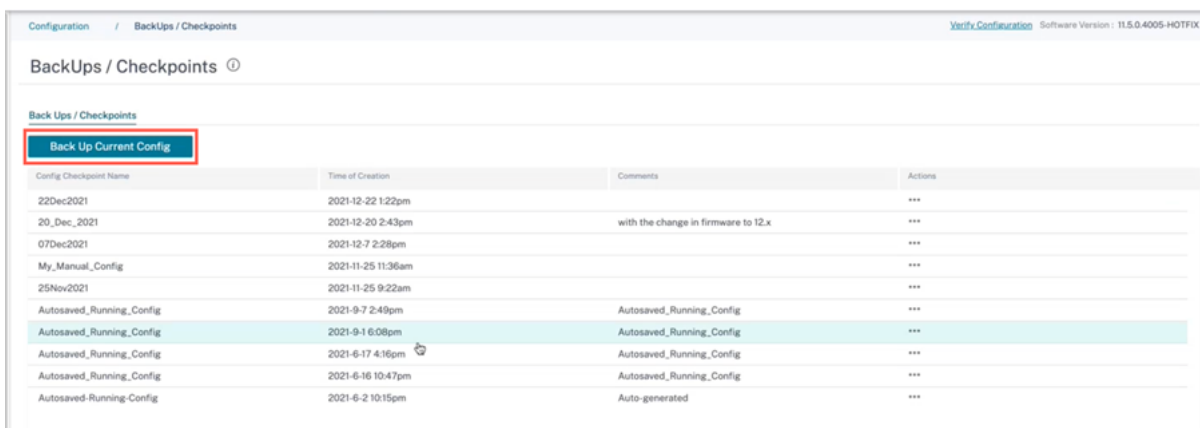 Configuration / BackUps / Checkpoints Verify Configuration Software Version : 11.5.0.4005-HOTFIX
BackUps / Checkpoints
Back Ups / Checkpoints
Back Up Current Config
Config Checkpoint Name Time of Creation Comments Actions
22Dec2021 2021-12-22 1:22pm ***
20_Dec_2021 2021-12-20 2:43pm with the change in firmware to 12.x ***
07Dec2021 2021-12-7 2:28pm ***
My_Manual_Config 2021-11-25 11:36am ***
25Nov2021 2021-11-25 9:22am ***
Autosaved_Running_Config 2021-9-7 2:49pm Autosaved_Running_Config ***
Autosaved_Running_Config 2021-9-1 6:08pm Autosaved_Running_Config ***
Autosaved_Running_Config 2021-6-17 4:16pm Autosaved_Running_Config ***
Autosaved_Running_Config 2021-6-16 10:47pm Autosaved_Running_Config ***
Autosaved-Running-Config 2021-6-2 10:15pm Auto-generated ***